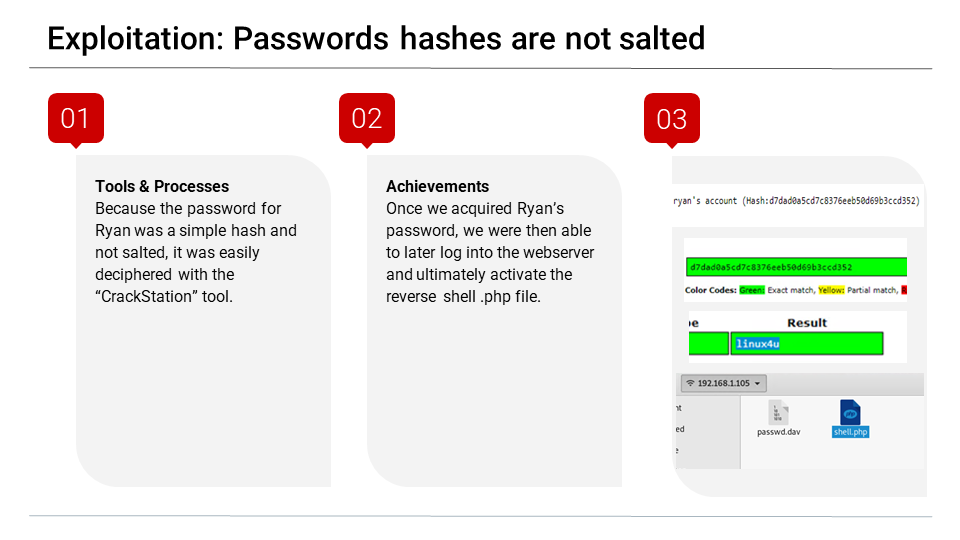 Exploitation: Passwords hashes are not salted
01
Tools & Processes
Because the password for
Ryan was a simple hash and
not salted, it was easily
deciphered with the
“CrackStation” tool.
02
Achievements
Once we acquired Ryan’s
password, we were then able
to later log into the webserver
and ultimately activate the
reverse shell .php file.
03
ryan's account (Hash:d7dad0a5cd7c8376eeb50d69b3ccd352)
d7dad0a5cd7c8376eeb50d69b3ccd352
Color Codes: Green: Exact match, Yellow: Partial match, R
pe Result
linux4u
192.168.1.105
nt
ed
e
passwd.dav shell.php